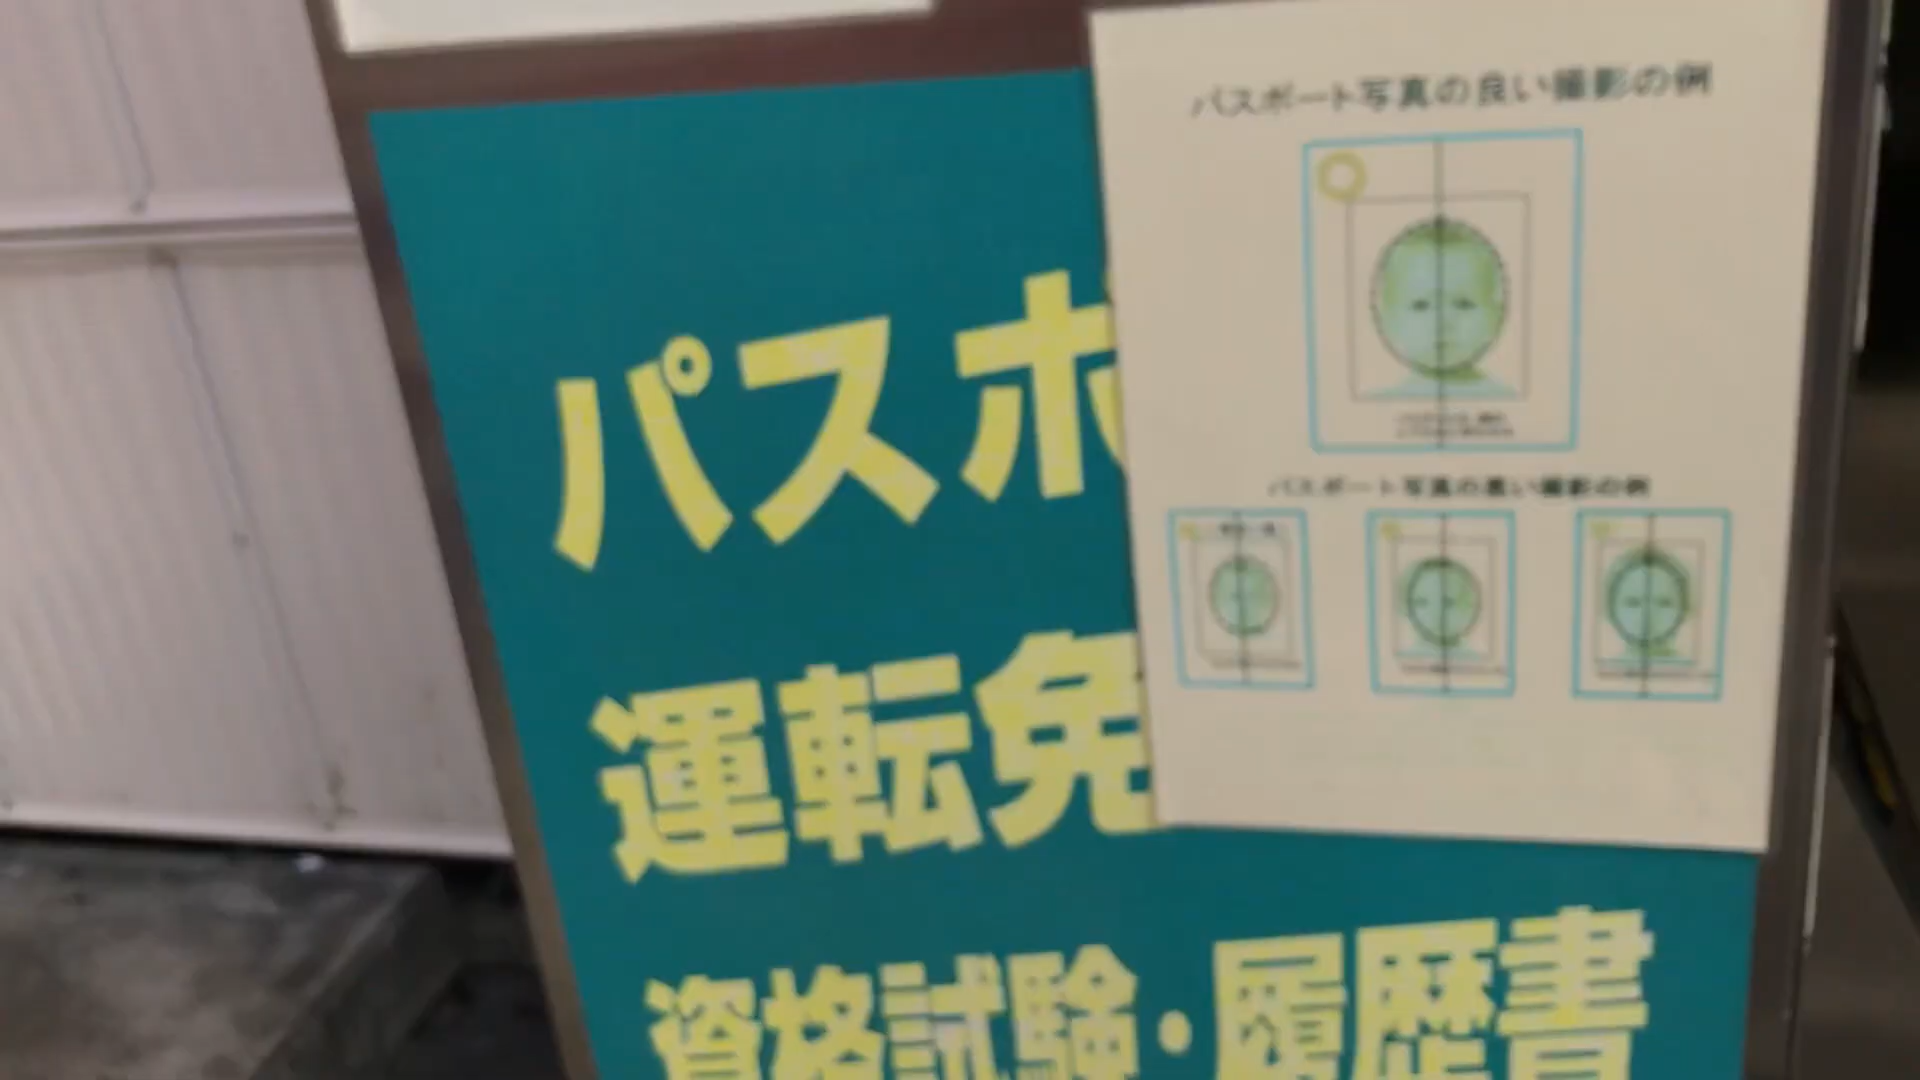 パスポ
運転免
資格試験・履歴書
パスポート写真の良い撮影の例
パスポート写真の悪い撮影の例